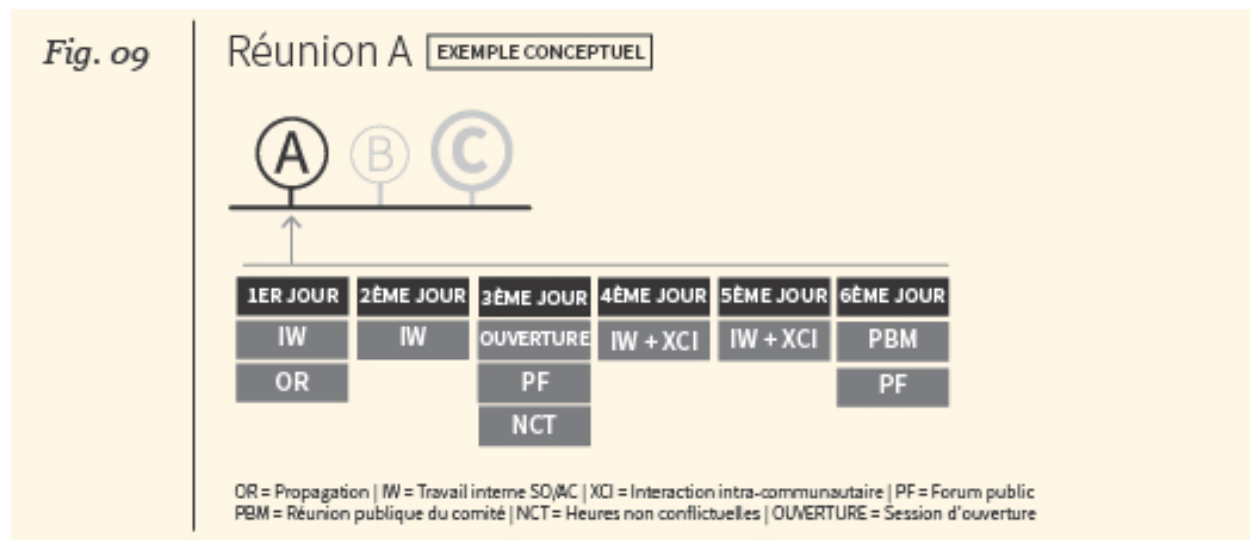 Fig. 09
Réunion A EXEMPLE CONCEPTUEL
A B C
1ER JOUR 2ÈME JOUR 3ÈME JOUR 4ÈME JOUR 5ÈME JOUR 6ÈME JOUR
IW IW OUVERTURE IW + XCI IW + XCI PBM
OR PF PF
NCT
OR = Propagation | IW = Travail interne SO/AC | XCI = Interaction intra-communautaire | PF = Forum public
PBM = Réunion publique du comité | NCT = Heures non conflictuelles | OUVERTURE = Session d'ouverture